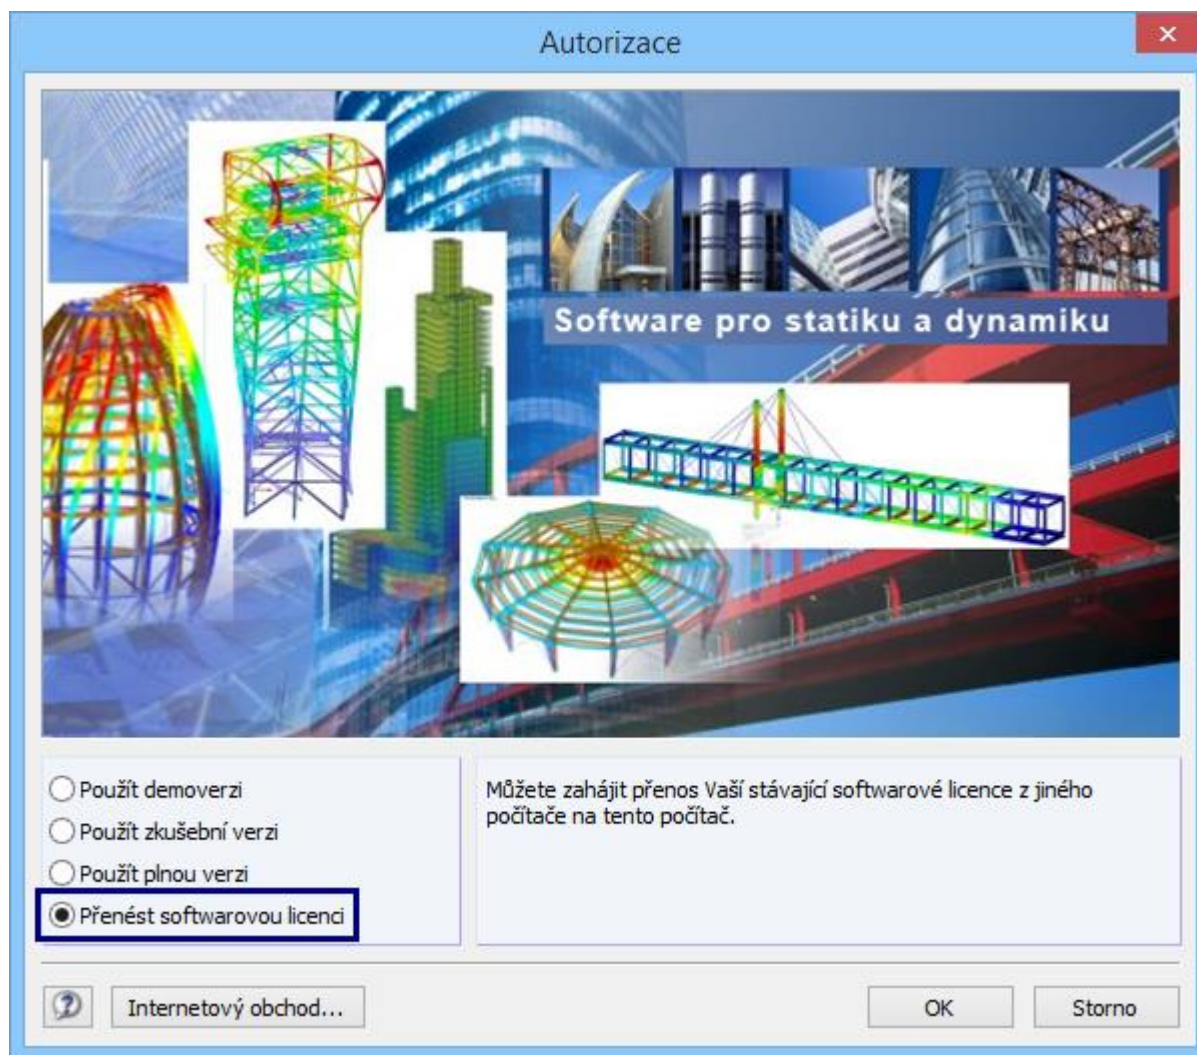 Autorizace
Software pro statiku a dynamiku
Použít demoverzi
Použít zkušební verzi
Použít plnou verzi
Přenést softwarovou licenci
Můžete zahájit přenos Vaší stávající softwarové licence z jiného
počítače na tento počítač.
Internetový obchod...
OK
Storno